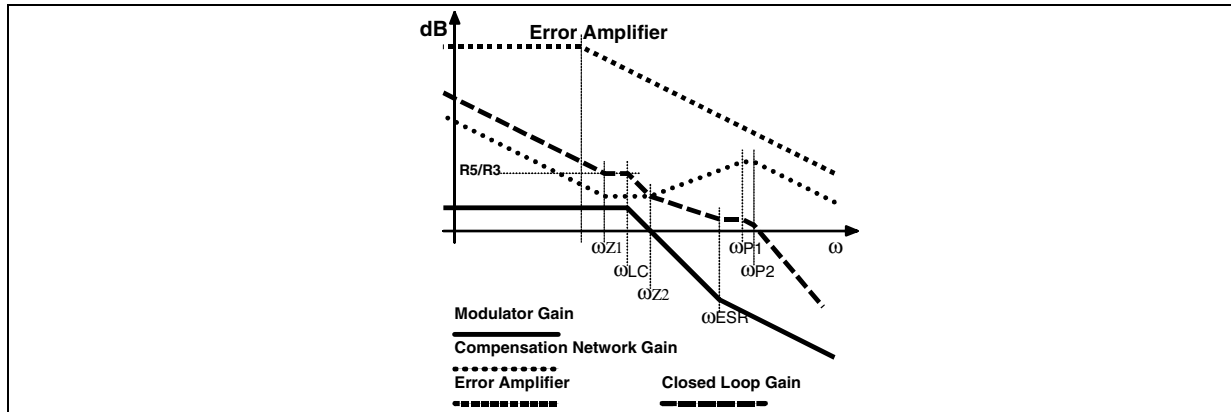 dB
Error Amplifier
R5/R3
ωZ1
ωP1
ω
ωLC
ωP2
ωZ2
ωESR
Modulator Gain
Compensation Network Gain
Error Amplifier
Closed Loop Gain